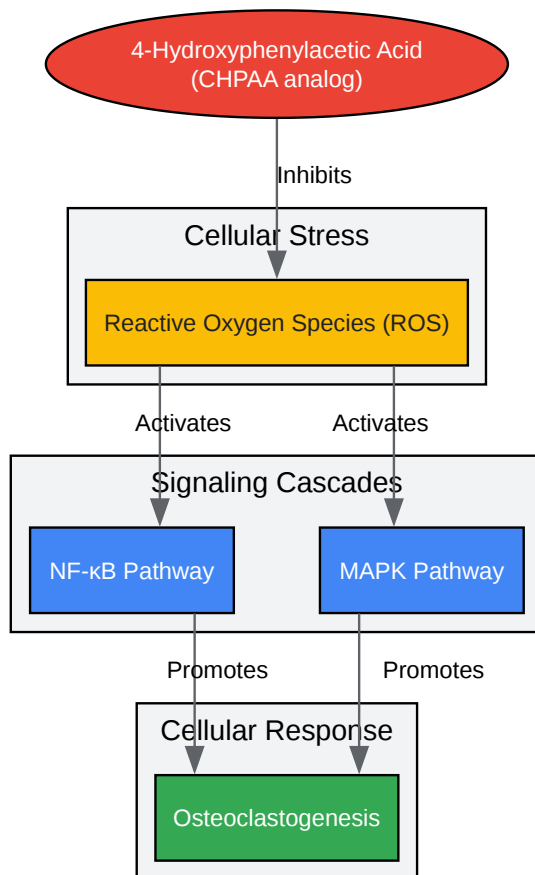 4-Hydroxyphenylacetic Acid
(CHPAA analog)
Inhibits
Cellular Stress
Reactive Oxygen Species (ROS)
Activates
Activates
Signaling Cascades
NF-κB Pathway
MAPK Pathway
Promotes
Promotes
Cellular Response
Osteoclastogenesis